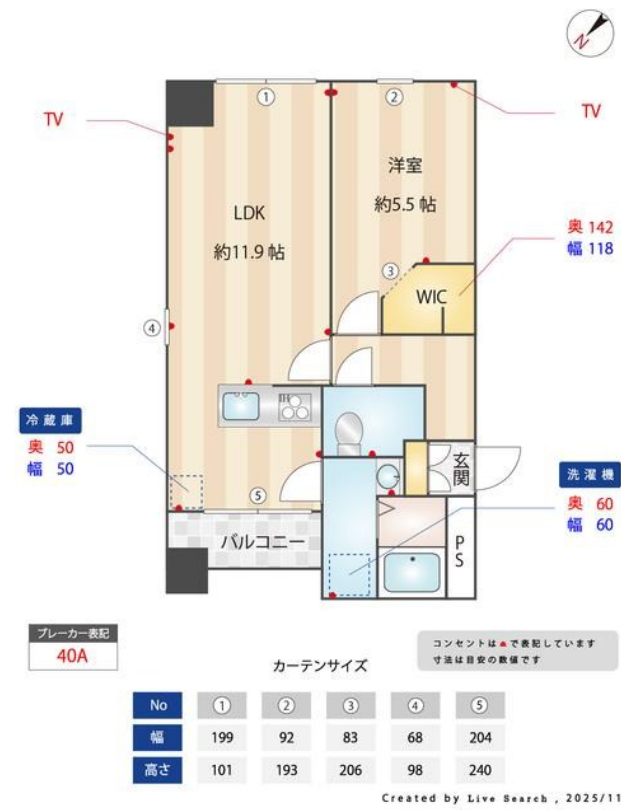 N
①
②
TV
TV
洋室
約5.5 帖
LDK
約11.9 帖
奥 142
幅 118
③
WIC
④
冷蔵庫
奥 50
幅 50
IH
玄関
洗濯機
奥 60
幅 60
⑤
バルコニー
PS
ブレーカー表記
40A
コンセントは で表記しています
寸法は目安の数値です
カーテンサイズ
No ① ② ③ ④ ⑤
幅 199 92 83 68 204
高さ 101 193 206 98 240
Created by Live Search , 2025/11